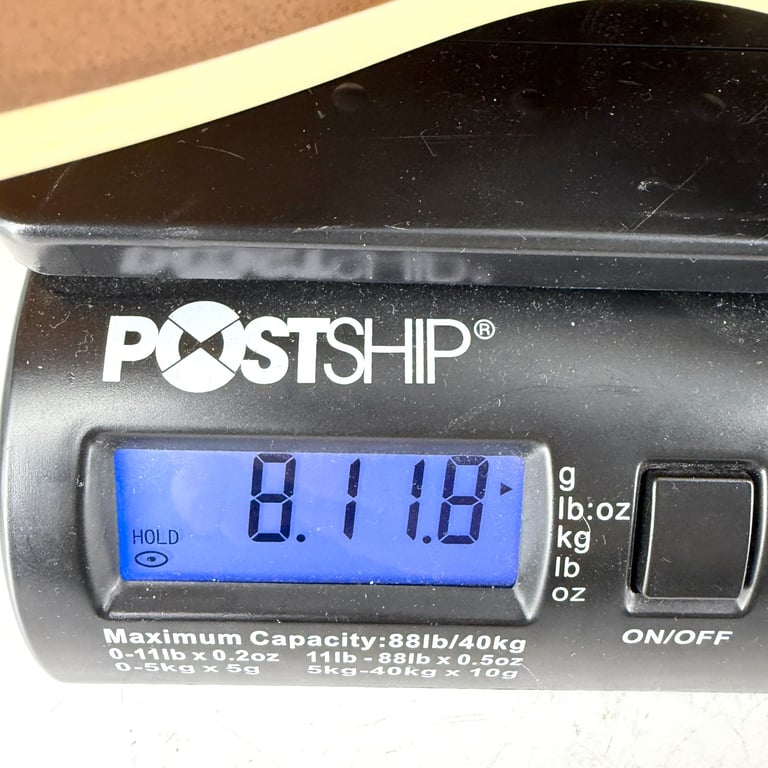 POSTSHIP®
8.11.8
HOLD
g
lb:oz
kg
lb
oz
ON/OFF
Maximum Capacity:88lb/40kg
0-11lb x 0.2oz 11lb - 88lb x 0.5oz
0-5kg x 5g 5kg-40kg x 10g